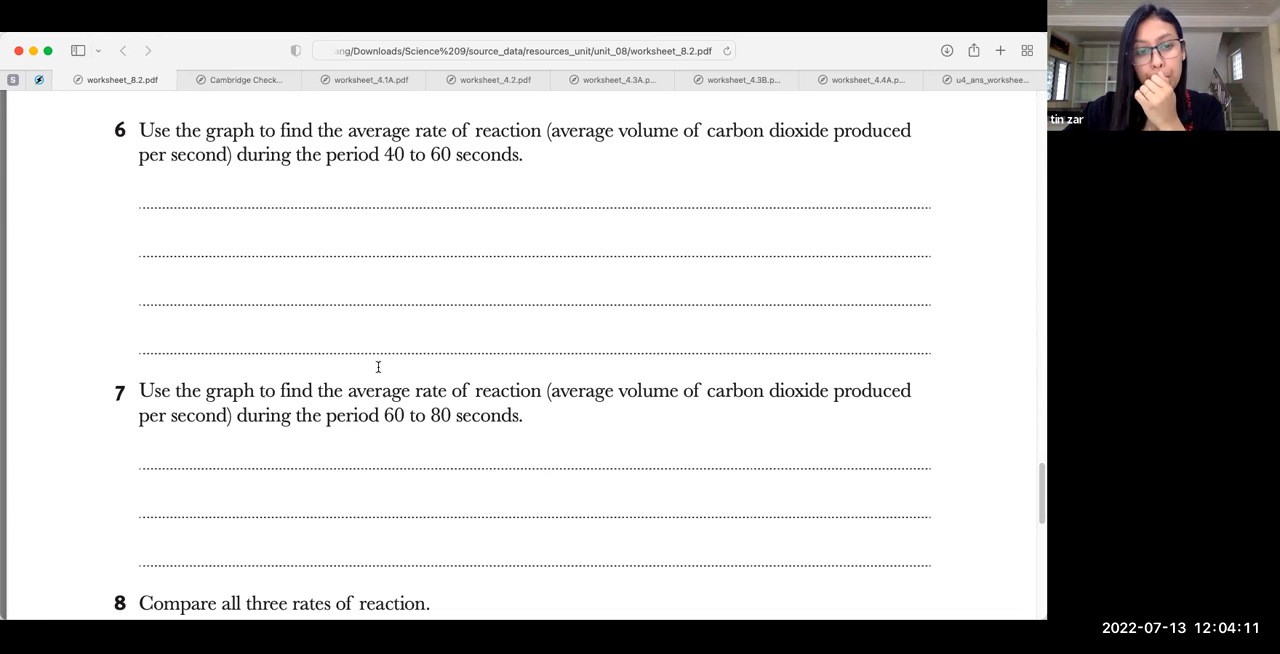 ang/Downloads/Science%209/source_data/resources_unit/unit_08/worksheet_8.2.pdf
S
worksheet_8.2.pdf
Cambridge Check...
worksheet_4.1A.pdf
worksheet_4.2.pdf
worksheet_4.3A.p...
worksheet_4.3B.p...
worksheet_4.4A.p...
u4_ans_workshee...
tin zar
6 Use the graph to find the average rate of reaction (average volume of carbon dioxide produced
per second) during the period 40 to 60 seconds.
7 Use the graph to find the average rate of reaction (average volume of carbon dioxide produced
per second) during the period 60 to 80 seconds.
8 Compare all three rates of reaction.
2022-07-13 12:04:11